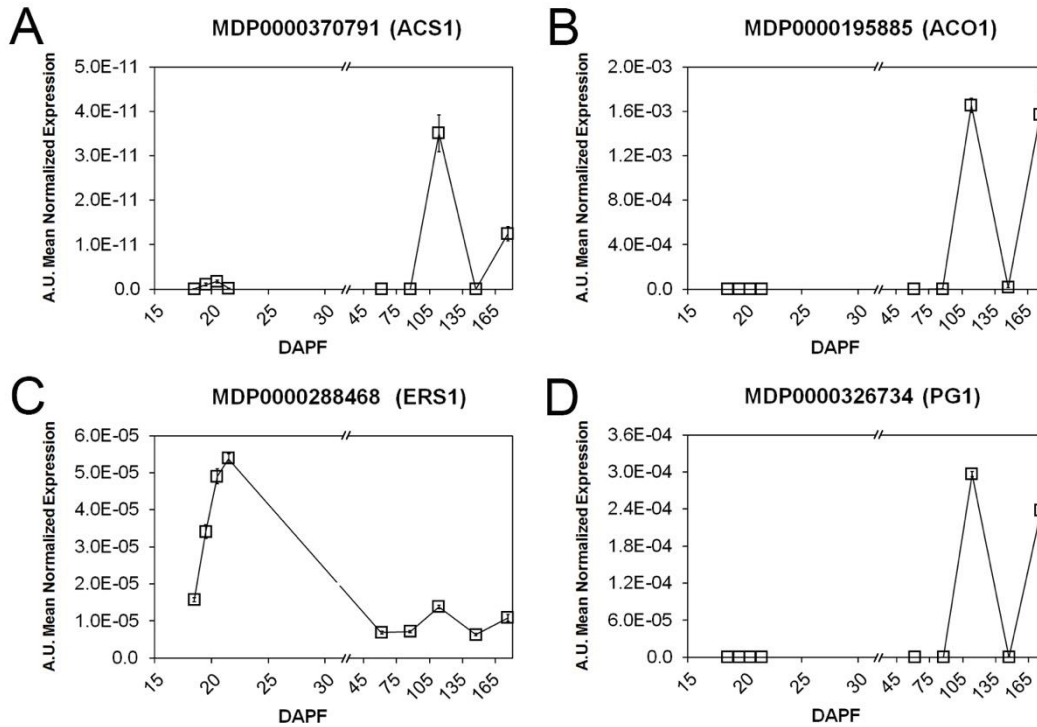 A
MDP0000370791 (ACS1)
A.U. Mean Normalized Expression
5.0E-11
4.0E-11
3.0E-11
2.0E-11
1.0E-11
0.0
15 20 25 30 45 75 105 135 165
DAPF
B
MDP0000195885 (ACO1)
A.U. Mean Normalized Expression
2.0E-03
1.6E-03
1.2E-03
8.0E-04
4.0E-04
0.0
15 20 25 30 45 75 105 135 165
DAPF
C
MDP0000288468 (ERS1)
A.U. Mean Normalized Expression
6.0E-05
5.0E-05
4.0E-05
3.0E-05
2.0E-05
1.0E-05
0.0
15 20 25 30 45 75 105 135 165
DAPF
D
MDP0000326734 (PG1)
A.U. Mean Normalized Expression
3.6E-04
3.0E-04
2.4E-04
1.8E-04
1.2E-04
6.0E-05
0.0
15 20 25 30 45 75 105 135 165
DAPF